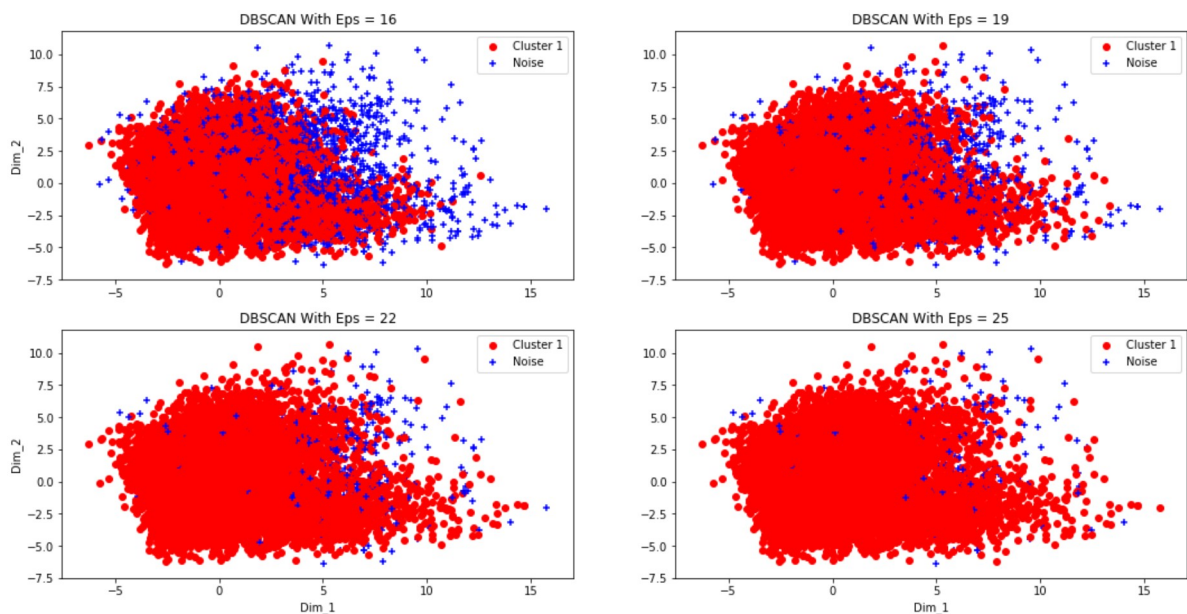 DBSCAN With Eps = 16
Cluster 1
Noise
10.0
7.5
5.0
2.5
0.0
−2.5
−5.0
−7.5
Dim_2
−5 0 5 10 15
DBSCAN With Eps = 19
Cluster 1
Noise
10.0
7.5
5.0
2.5
0.0
−2.5
−5.0
−7.5
−5 0 5 10 15
DBSCAN With Eps = 22
Cluster 1
Noise
10.0
7.5
5.0
2.5
0.0
−2.5
−5.0
−7.5
Dim_2
−5 0 5 10 15
Dim_1
DBSCAN With Eps = 25
Cluster 1
Noise
10.0
7.5
5.0
2.5
0.0
−2.5
−5.0
−7.5
−5 0 5 10 15
Dim_1